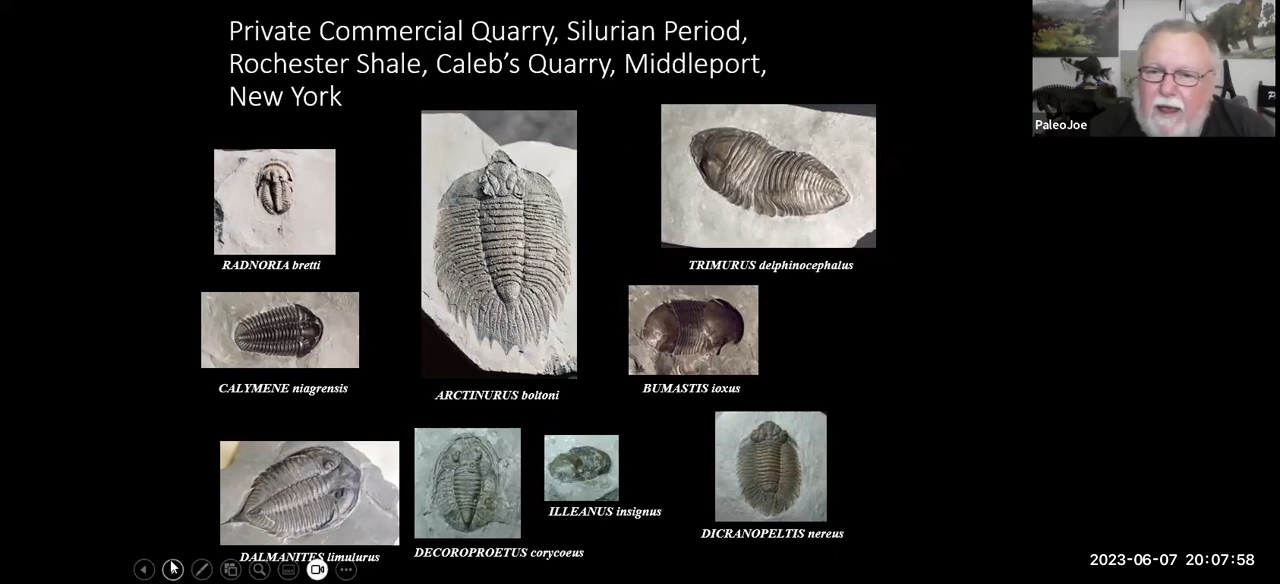 Private Commercial Quarry, Silurian Period,
Rochester Shale, Caleb's Quarry, Middleport,
New York
PaleoJoe
RADNORIA bretti
TRIMURUS delphinocephalus
CALYMENE niagrensis
ARCTINURUS boltoni
BUMASTIS ioxus
ILLEANUS insignus
DICRANOPELTIS nereus
DALMANITES limulurus
DECOROPROETUS corycoeus
2023-06-07 20:07:58